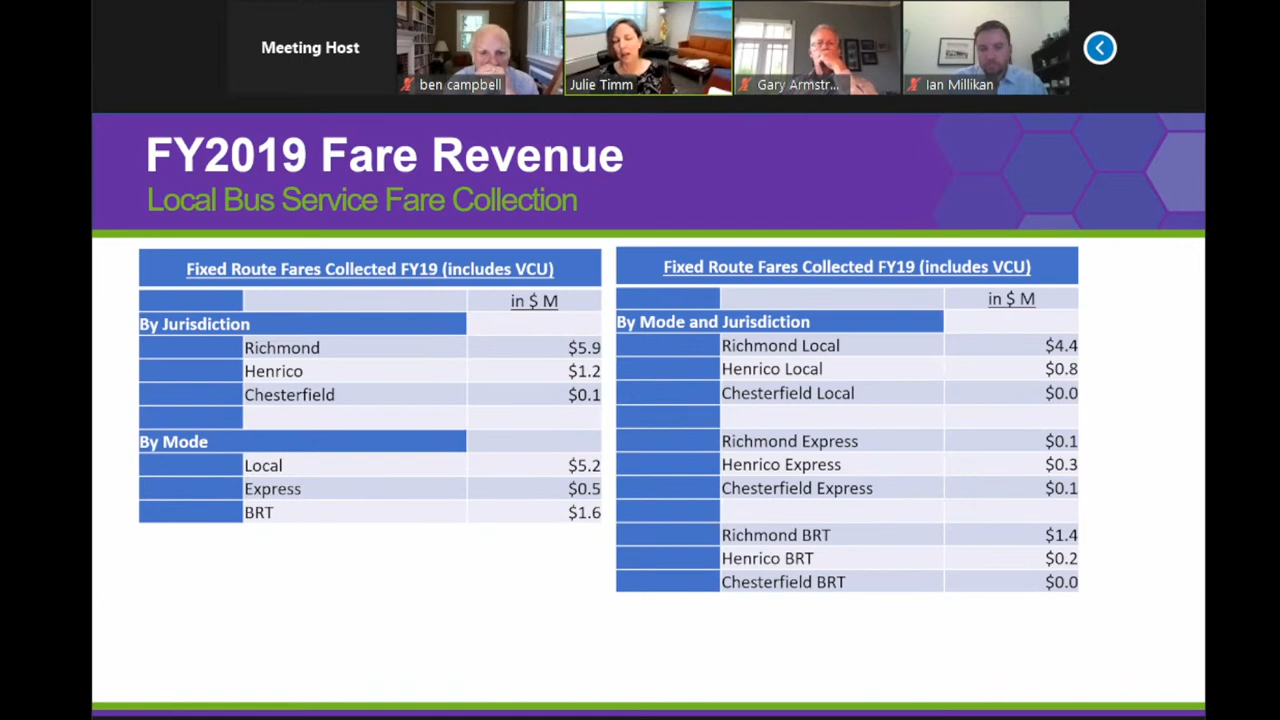 Meeting Host
ben campbell
Julie Timm
Gary Armstr...
Ian Millikan
FY2019 Fare Revenue
Local Bus Service Fare Collection
Fixed Route Fares Collected FY19 (includes VCU)
in $ M
By Jurisdiction
Richmond $5.9
Henrico $1.2
Chesterfield $0.1
By Mode
Local $5.2
Express $0.5
BRT $1.6
Fixed Route Fares Collected FY19 (includes VCU)
in $ M
By Mode and Jurisdiction
Richmond Local $4.4
Henrico Local $0.8
Chesterfield Local $0.0
Richmond Express $0.1
Henrico Express $0.3
Chesterfield Express $0.1
Richmond BRT $1.4
Henrico BRT $0.2
Chesterfield BRT $0.0